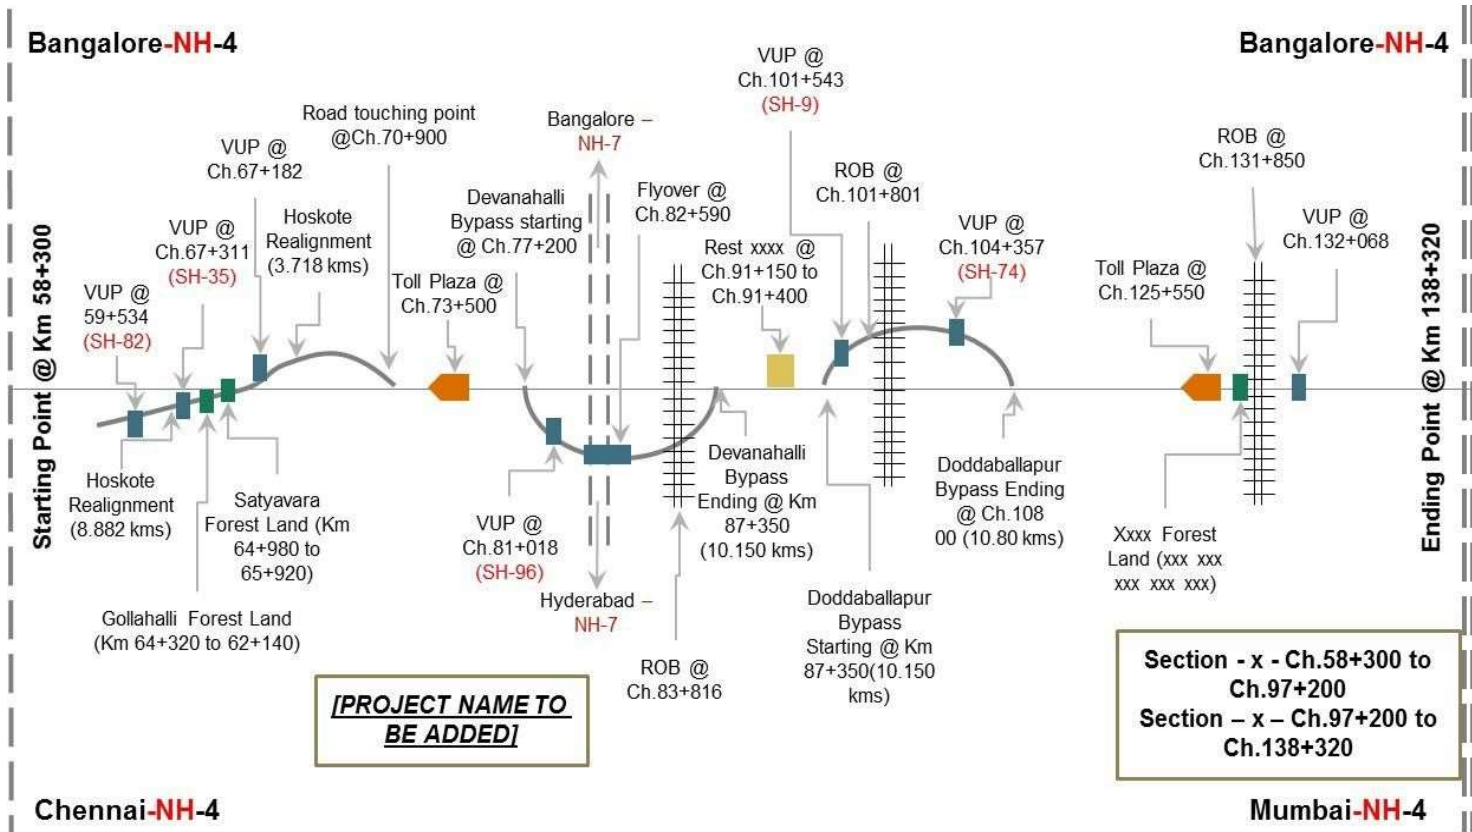 Bangalore-NH-4
Bangalore-NH-4
Starting Point @ Km 58+300
VUP @
59+534
(SH-82)
VUP @
Ch.67+311
(SH-35)
VUP @
Ch.67+182
Hoskote
Realignment
(3.718 kms)
Road touching point
@Ch.70+900
Toll Plaza @
Ch.73+500
Devanahalli
Bypass starting
@ Ch.77+200
Bangalore –
NH-7
Flyover @
Ch.82+590
Rest xxxx @
Ch.91+150 to
Ch.91+400
VUP @
Ch.101+543
(SH-9)
ROB @
Ch.101+801
VUP @
Ch.104+357
(SH-74)
Toll Plaza @
Ch.125+550
ROB @
Ch.131+850
VUP @
Ch.132+068
Ending Point @ Km 138+320
Hoskote
Realignment
(8.882 kms)
Satyavara
Forest Land (Km
64+980 to
65+920)
Gollahalli Forest Land
(Km 64+320 to 62+140)
VUP @
Ch.81+018
(SH-96)
Hyderabad –
NH-7
ROB @
Ch.83+816
Devanahalli
Bypass
Ending @ Km
87+350
(10.150 kms)
Doddaballapur
Bypass
Starting @ Km
87+350(10.150
kms)
Doddaballapur
Bypass Ending
@ Ch.108
00 (10.80 kms)
Xxxx Forest
Land (xxx xxx
xxx xxx xxx)
[PROJECT NAME TO
BE ADDED]
Section - x - Ch.58+300 to
Ch.97+200
Section – x – Ch.97+200 to
Ch.138+320
Chennai-NH-4
Mumbai-NH-4